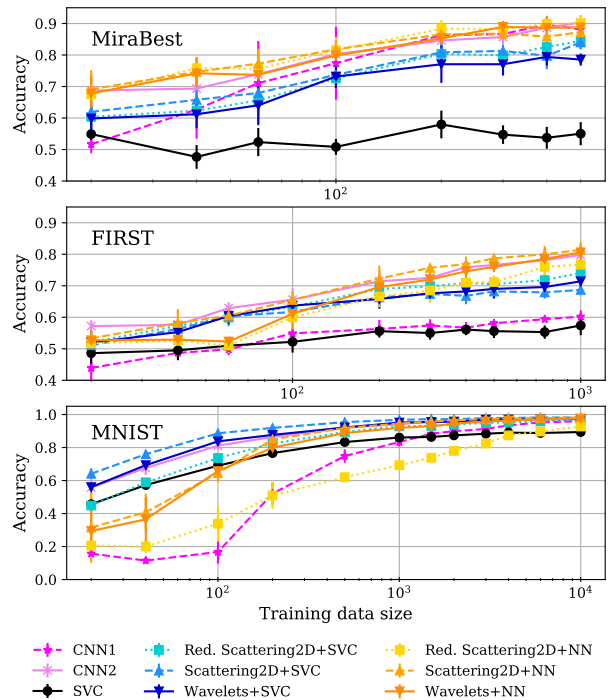 MiraBest
Accuracy
0.9
0.8
0.7
0.6
0.5
0.4
10²
FIRST
Accuracy
0.9
0.8
0.7
0.6
0.5
0.4
10²
10³
MNIST
Accuracy
1.0
0.8
0.6
0.4
0.2
0.0
10²
10³
10⁴
Training data size
CNN1
CNN2
SVC
Red. Scattering2D+SVC
Scattering2D+SVC
Wavelets+SVC
Red. Scattering2D+NN
Scattering2D+NN
Wavelets+NN